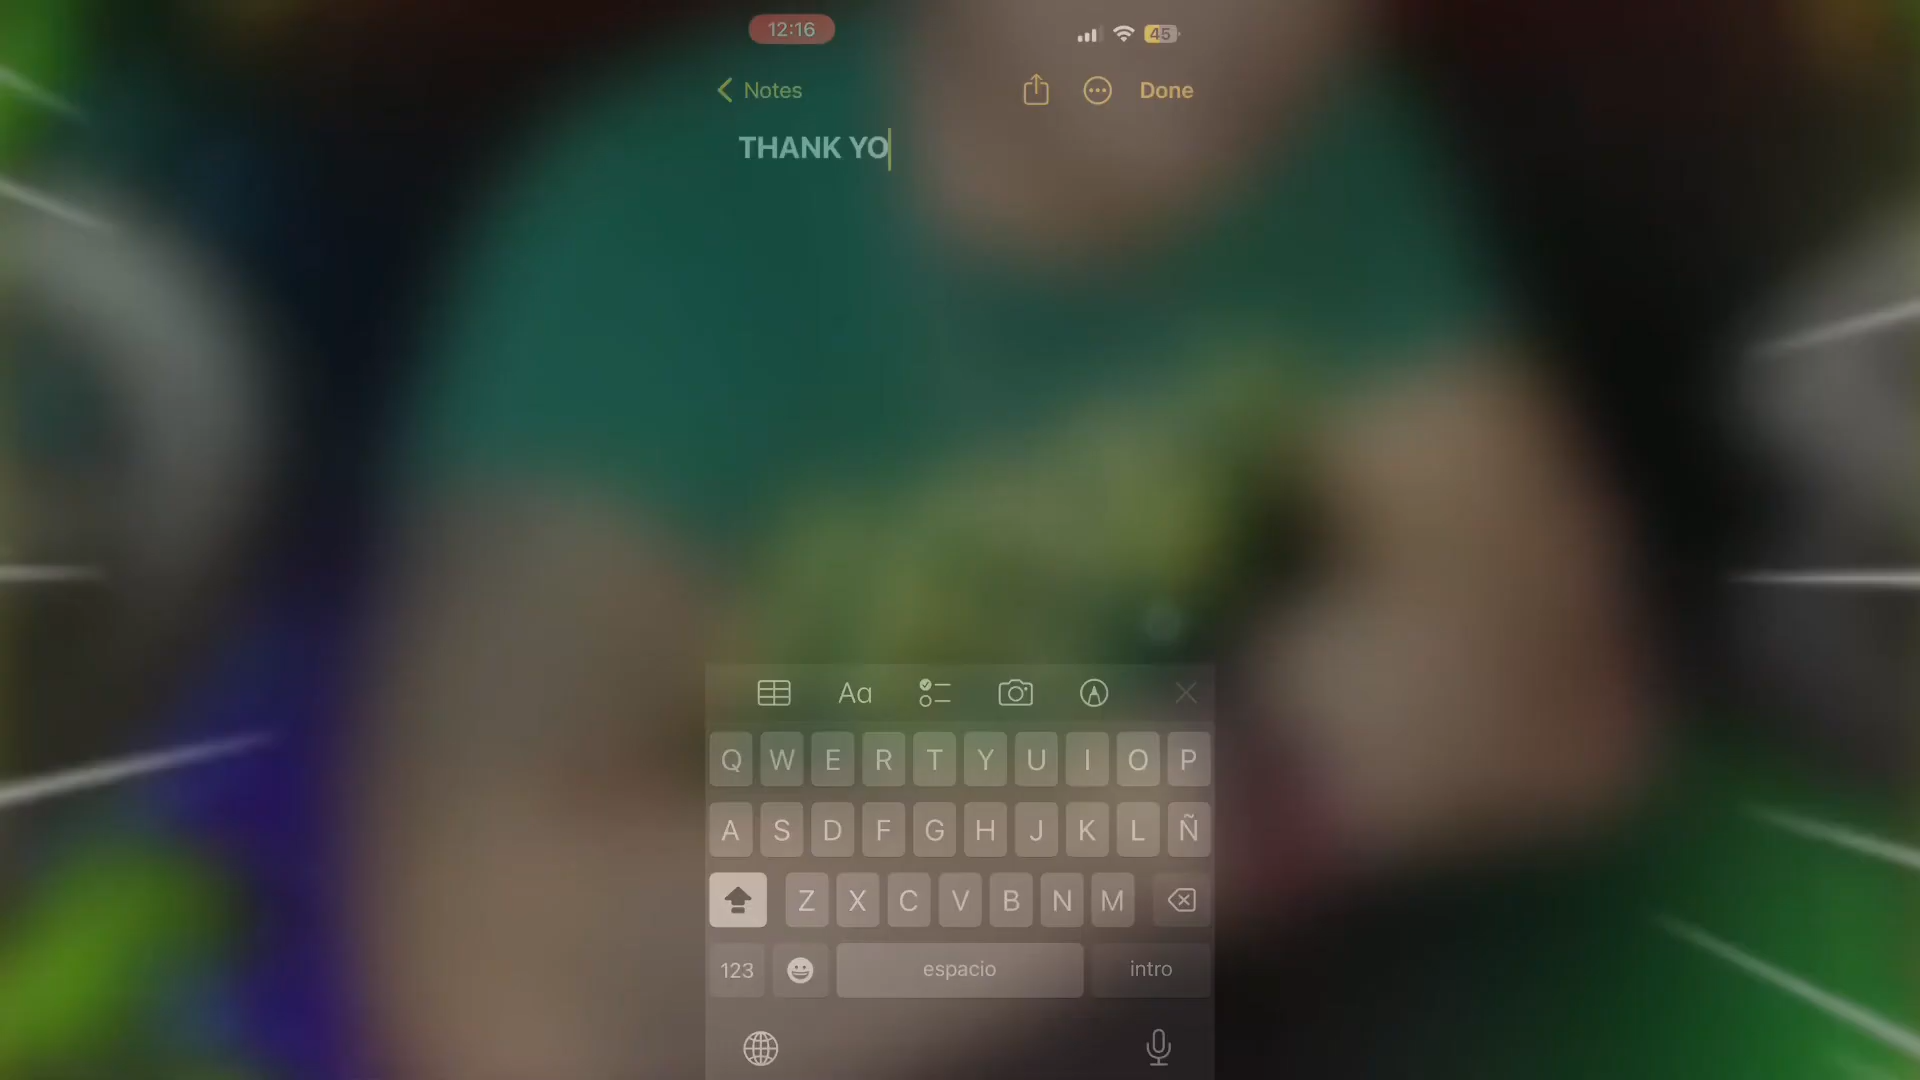 12:16
45
Notes
Done
THANK YO
Aa
Q W E R T Y U I O P
A S D F G H J K L Ñ
Z X C V B N M
123
espacio
intro